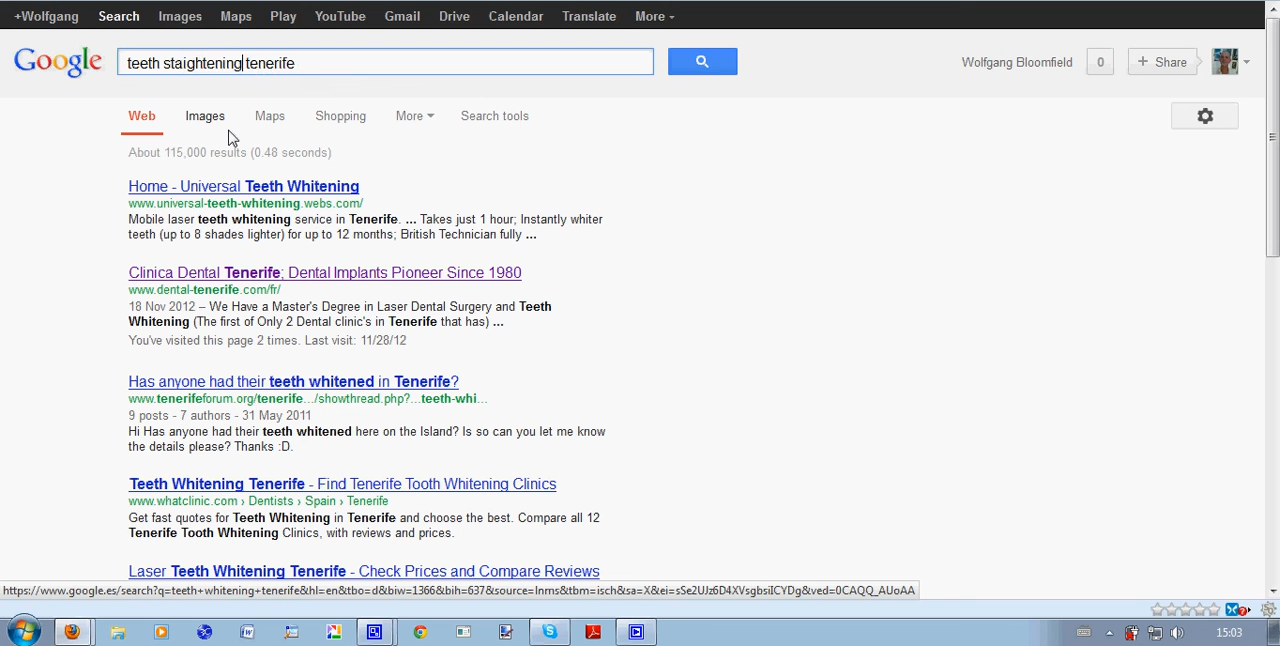 +Wolfgang Search Images Maps Play YouTube Gmail Drive Calendar Translate More
Google teeth staightening tenerife Wolfgang Bloomfield 0 + Share
Web Images Maps Shopping More Search tools
About 115,000 results (0.48 seconds)
Home - Universal Teeth Whitening
www.universal-teeth-whitening.webs.com/
Mobile laser teeth whitening service in Tenerife. ... Takes just 1 hour; Instantly whiter
teeth (up to 8 shades lighter) for up to 12 months; British Technician fully ...
Clinica Dental Tenerife; Dental Implants Pioneer Since 1980
www.dental-tenerife.com/fr/
18 Nov 2012 – We Have a Master's Degree in Laser Dental Surgery and Teeth
Whitening (The first of Only 2 Dental clinic's in Tenerife that has) ...
You've visited this page 2 times. Last visit: 11/28/12
Has anyone had their teeth whitened in Tenerife?
www.tenerifeforum.org/tenerife.../showthread.php?...teeth-whi...
9 posts - 7 authors - 31 May 2011
Hi Has anyone had their teeth whitened here on the Island? Is so can you let me know
the details please? Thanks :D.
Teeth Whitening Tenerife - Find Tenerife Tooth Whitening Clinics
www.whatclinic.com › Dentists › Spain › Tenerife
Get fast quotes for Teeth Whitening in Tenerife and choose the best. Compare all 12
Tenerife Tooth Whitening Clinics, with reviews and prices.
Laser Teeth Whitening Tenerife - Check Prices and Compare Reviews
https://www.google.es/search?q=teeth+whitening+tenerife&hl=en&tbo=d&biw=1366&bih=637&source=lnms&tbm=isch&sa=X&ei=sSe2UJz6D4XVsgbsiICYDg&ved=0CAQQ_AUoAA
15:03